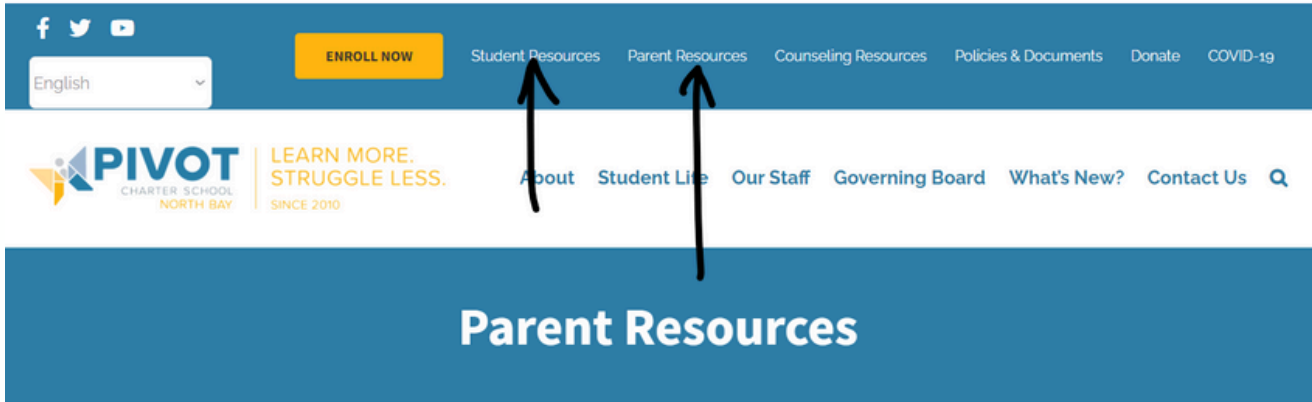 ENROLL NOW Student Resources Parent Resources Counseling Resources Policies & Documents Donate COVID-19
English
PIVOT
CHARTER SCHOOL
NORTH BAY
LEARN MORE.
STRUGGLE LESS.
SINCE 2010
About Student Life Our Staff Governing Board What's New? Contact Us
Parent Resources